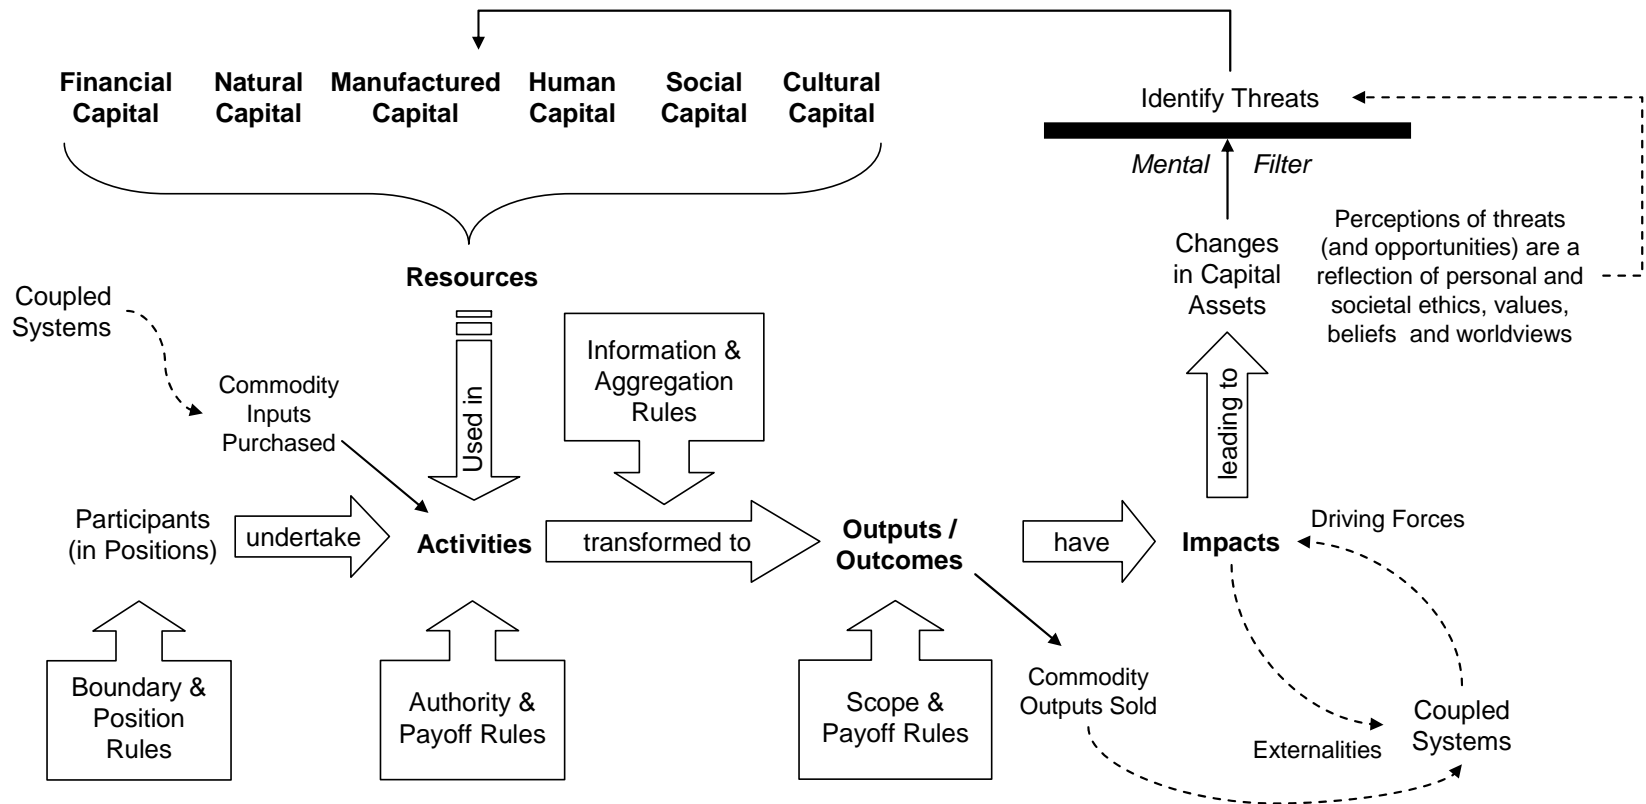 Financial
Capital
Natural
Capital
Manufactured
Capital
Human
Capital
Social
Capital
Cultural
Capital
Identify Threats
Mental Filter
Perceptions of threats
(and opportunities) are a
reflection of personal and
societal ethics, values,
beliefs and worldviews
Changes
in Capital
Assets
Resources
Coupled
Systems
Information &
Aggregation
Rules
Commodity
Inputs
Purchased
Used in
leading to
Participants
(in Positions)
undertake
Activities
transformed to
Outputs /
Outcomes
have
Impacts
Driving Forces
Boundary &
Position
Rules
Authority &
Payoff Rules
Scope &
Payoff Rules
Commodity
Outputs Sold
Externalities
Coupled
Systems